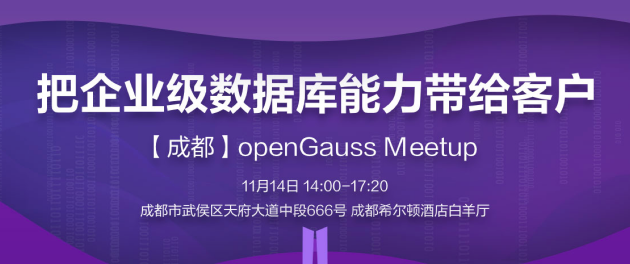 把企业级数据库能力带给客户
【成都】openGauss Meetup
11月14日 14:00-17:20
成都市武侯区天府大道中段666号 成都希尔顿酒店白羊厅